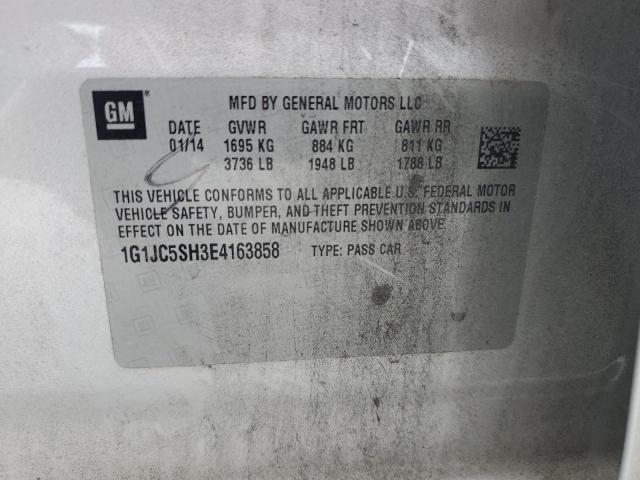 GM
MFD BY GENERAL MOTORS LLC
DATE GVWR GAWR FRT GAWR RR
01/14 1695 KG 884 KG 811 KG
3736 LB 1948 LB 1788 LB
THIS VEHICLE CONFORMS TO ALL APPLICABLE U.S. FEDERAL MOTOR
VEHICLE SAFETY, BUMPER, AND THEFT PREVENTION STANDARDS IN
EFFECT ON THE DATE OF MANUFACTURE SHOWN ABOVE.
1G1JC5SH3E4163858 TYPE: PASS CAR